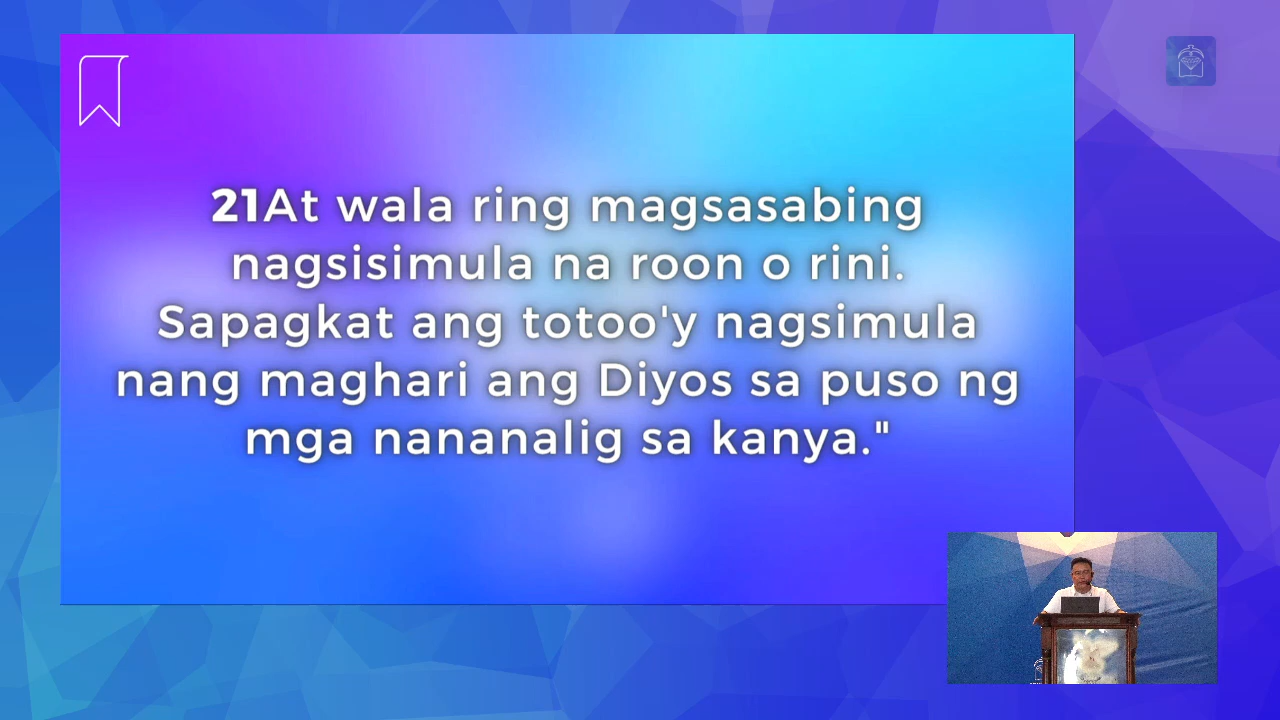 21At wala ring magsasabing
nagsisimula na roon o rini.
Sapagkat ang totoo'y nagsimula
nang maghari ang Diyos sa puso ng
mga nananalig sa kanya."